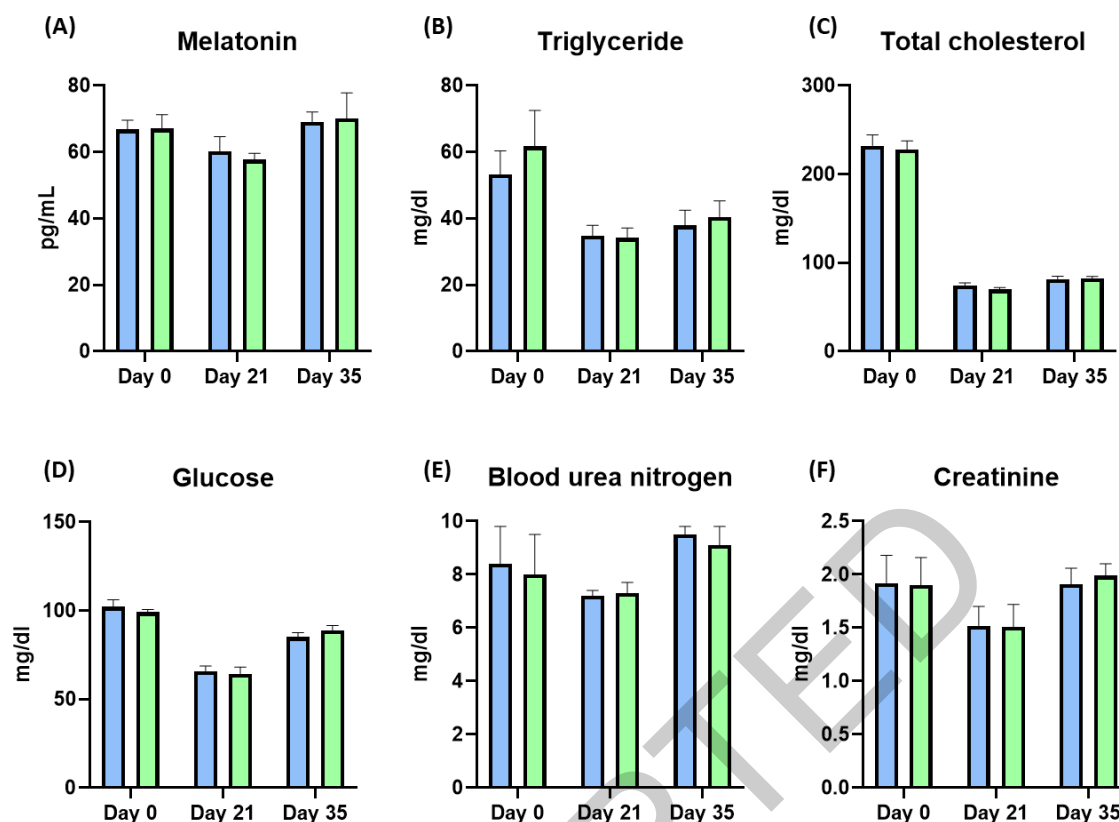 (A)
Melatonin
pg/mL
80
60
40
20
0
Day 0 Day 21 Day 35
(B)
Triglyceride
mg/dl
80
60
40
20
0
Day 0 Day 21 Day 35
(C)
Total cholesterol
mg/dl
300
200
100
0
Day 0 Day 21 Day 35
(D)
Glucose
mg/dl
150
100
50
0
Day 0 Day 21 Day 35
(E)
Blood urea nitrogen
mg/dl
10
8
6
4
2
0
Day 0 Day 21 Day 35
(F)
Creatinine
mg/dl
2.5
2.0
1.5
1.0
0.5
0.0
Day 0 Day 21 Day 35
PTED